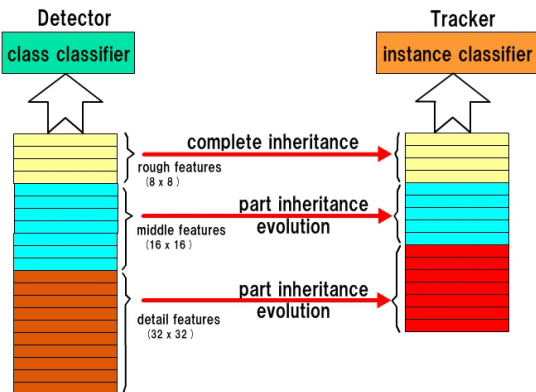 Detector
Tracker
class classifier
instance classifier
complete inheritance
rough features
(8 x 8)
part inheritance
evolution
middle features
(16 x 16)
part inheritance
evolution
detail features
(32 x 32)